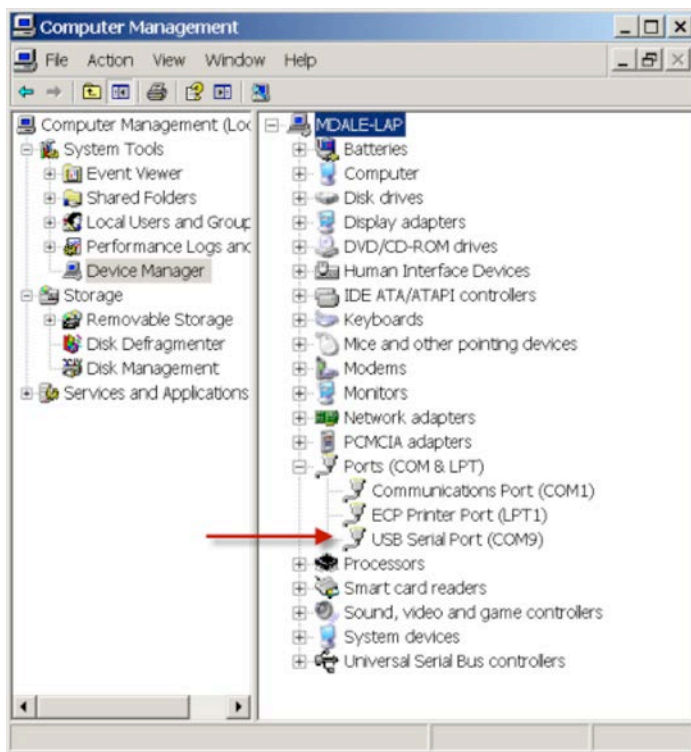 Computer Management
File Action View Window Help
Computer Management (Loc
System Tools
Event Viewer
Shared Folders
Local Users and Group
Performance Logs and
Device Manager
Storage
Removable Storage
Disk Defragmenter
Disk Management
Services and Applications
MDALE-LAP
Batteries
Computer
Disk drives
Display adapters
DVD/CD-ROM drives
Human Interface Devices
IDE ATA/ATAPI controllers
Keyboards
Mice and other pointing devices
Modems
Monitors
Network adapters
PCMCIA adapters
Ports (COM & LPT)
Communications Port (COM1)
ECP Printer Port (LPT1)
USB Serial Port (COM9)
Processors
Smart card readers
Sound, video and game controllers
System devices
Universal Serial Bus controllers